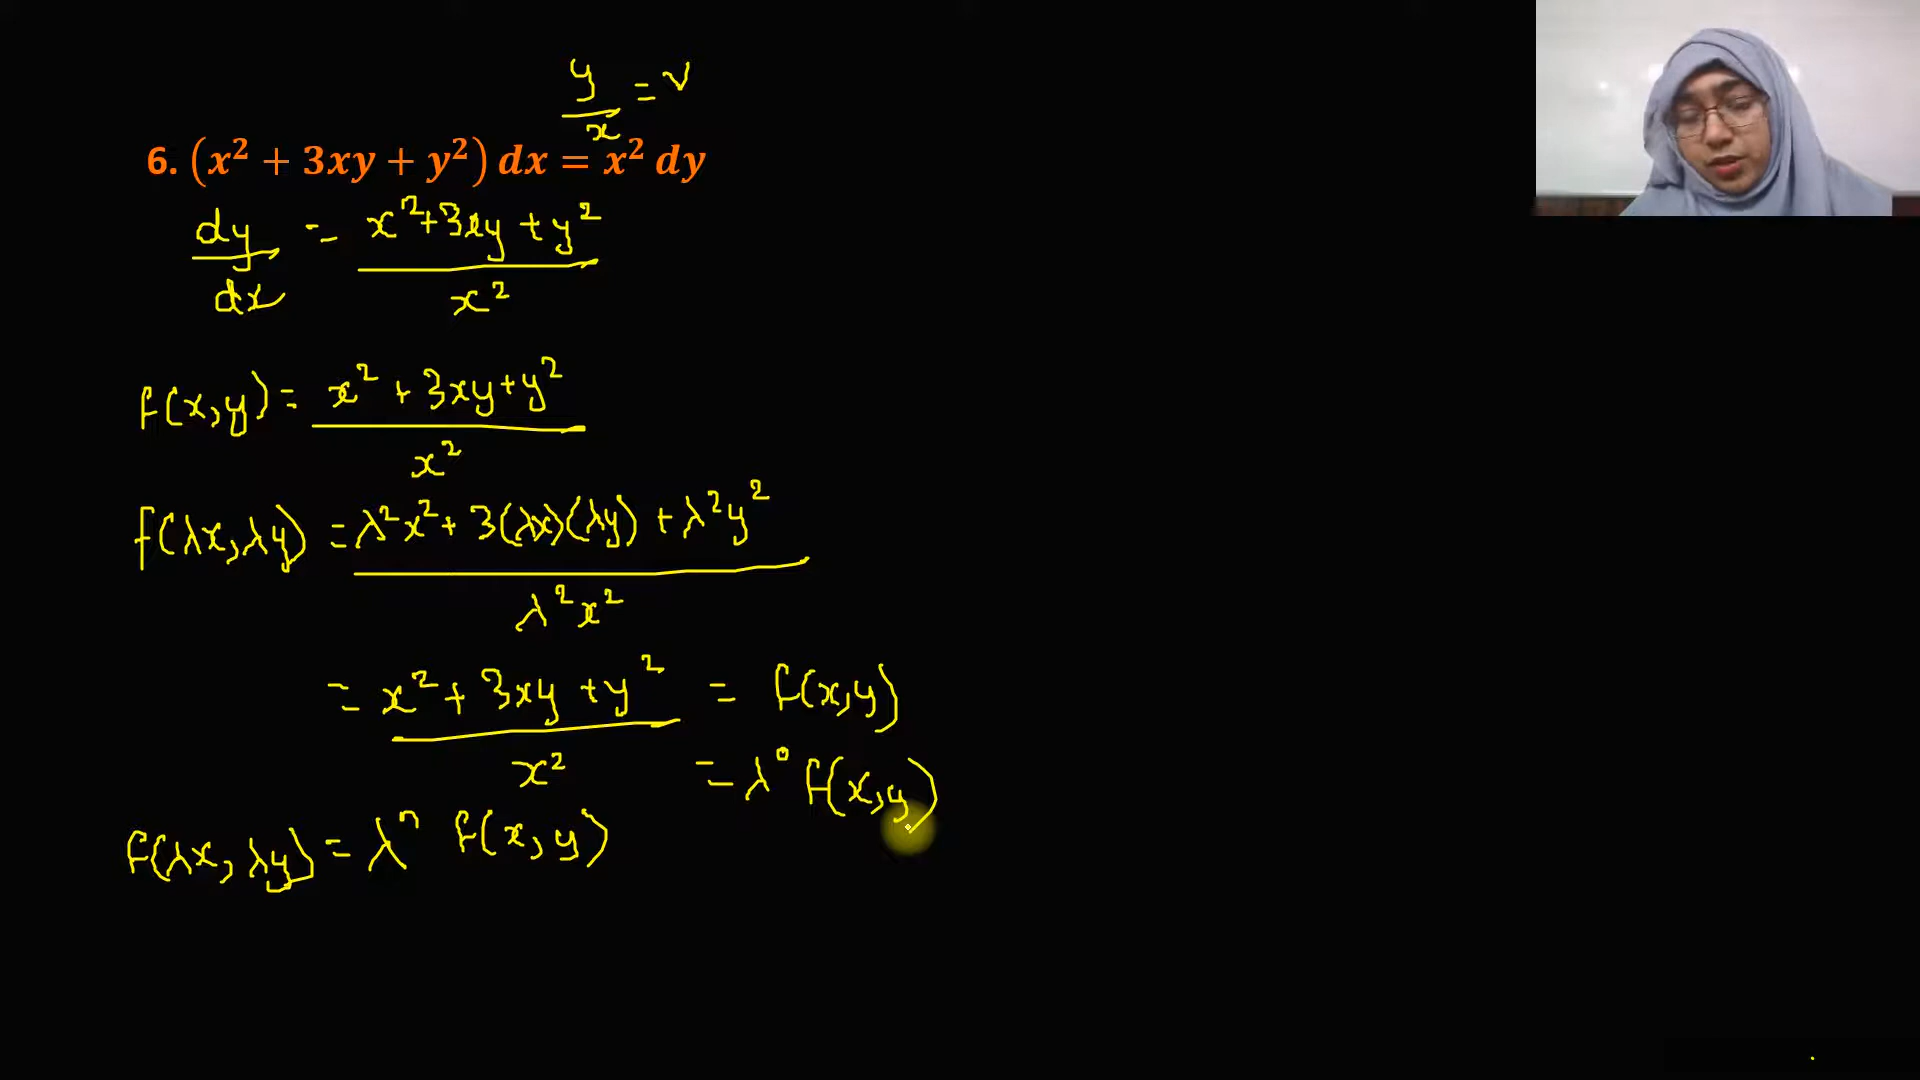 y/x = v
6. (x² + 3xy + y²) dx = x² dy
dy/dx = (x² + 3xy + y²)/x²
f(x,y) = (x² + 3xy + y²)/x²
f(λx, λy) = (λ²x² + 3(λx)(λy) + λ²y²)/(λ²x²)
= (x² + 3xy + y²)/x² = f(x,y)
= λ⁰ f(x,y)
f(λx, λy) = λⁿ f(x,y)